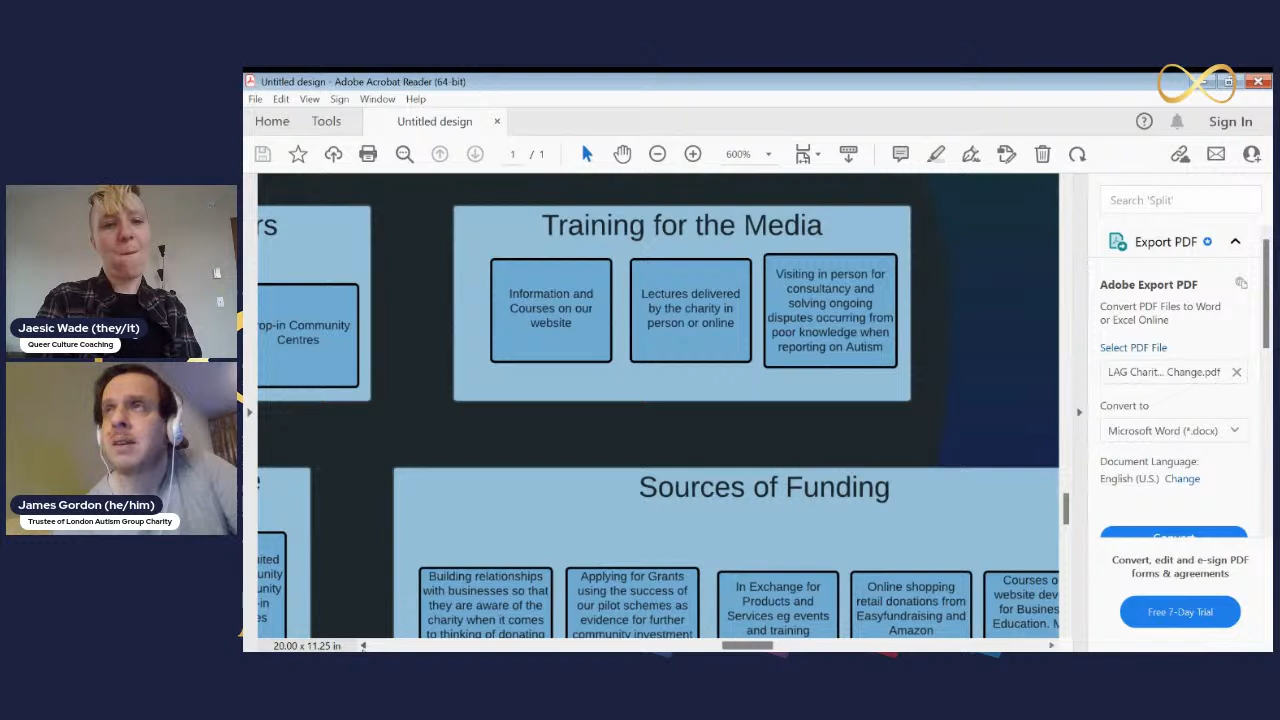 Untitled design - Adobe Acrobat Reader (64-bit)
File Edit View Sign Window Help
Home Tools Untitled design ×
Sign In
1 / 1
600%
Search 'Split'
Export PDF
Adobe Export PDF
Convert PDF Files to Word
or Excel Online
Select PDF File
LAG Charit... Change.pdf
Convert to
Microsoft Word (*.docx)
Document Language:
English (U.S.) Change
Convert
Convert, edit and e-sign PDF
forms & agreements
Free 7-Day Trial
rs
op-in Community
Centres
Training for the Media
Information and
Courses on our
website
Lectures delivered
by the charity in
person or online
Visiting in person for
consultancy and
solving ongoing
disputes occurring from
poor knowledge when
reporting on Autism
Sources of Funding
Building relationships
with businesses so that
they are aware of the
charity when it comes
to thinking of donating
Applying for Grants
using the success of
our pilot schemes as
evidence for further
community investment
In Exchange for
Products and
Services eg events
and training
Online shopping
retail donations from
Easyfundraising and
Amazon
Courses o
website dev
for Busines
Education. M
20.00 x 11.25 in
Jaesic Wade (they/it)
Queer Culture Coaching
James Gordon (he/him)
Trustee of London Autism Group Charity